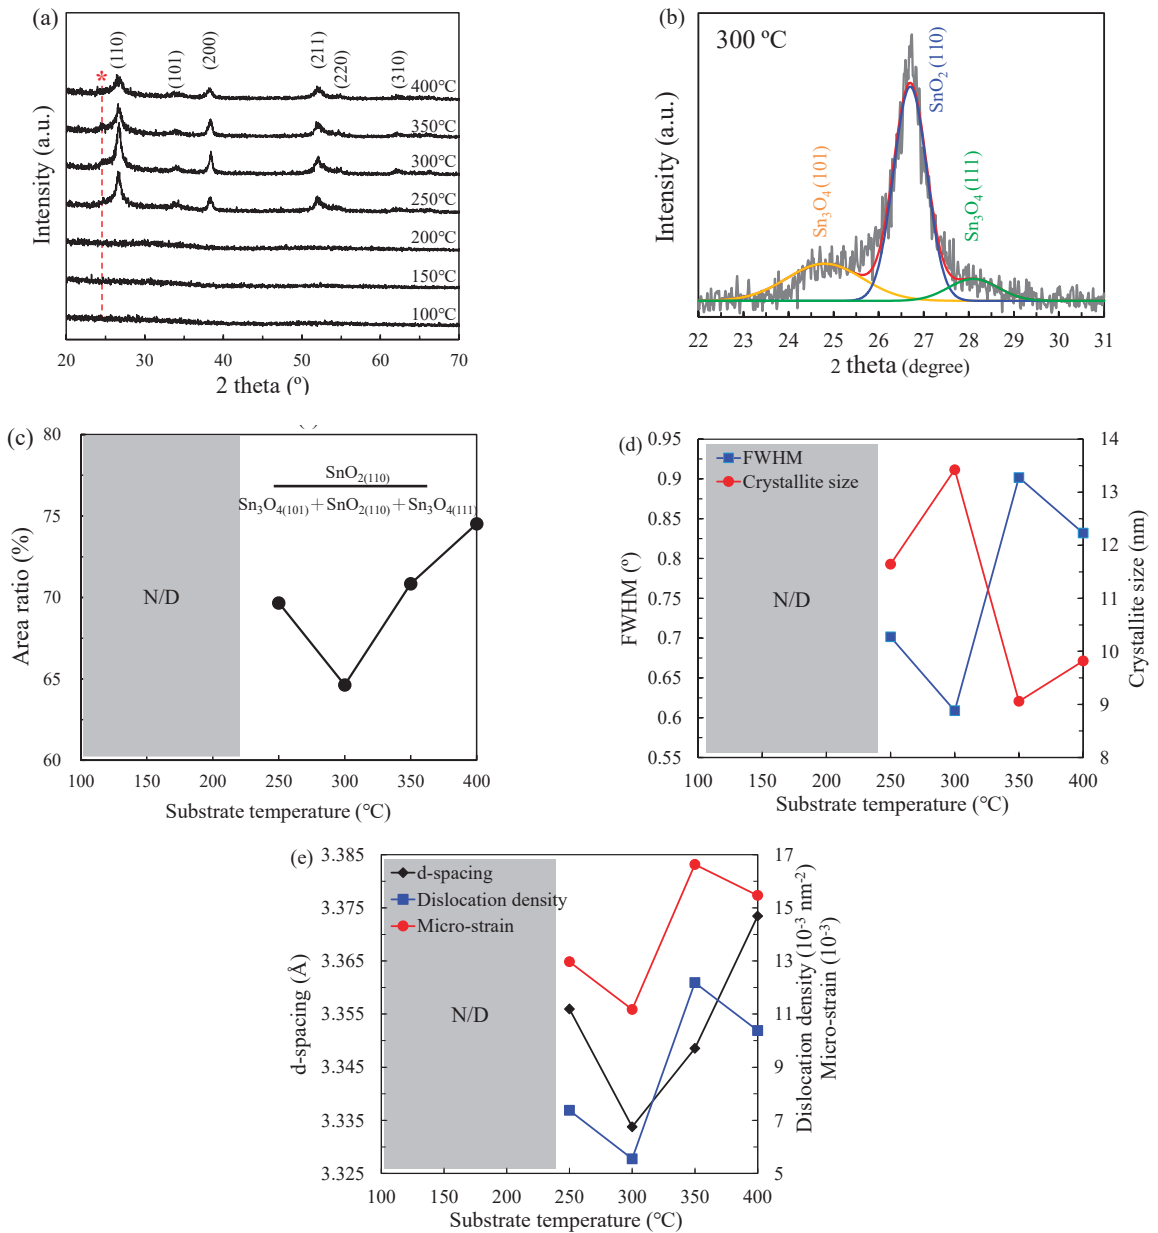 (a)
(110)
(101)
(200)
(211)
(220)
(310)
*
400℃
350℃
300℃
250℃
200℃
150℃
100℃
Intensity (a.u.)
20 30 40 50 60 70
2 theta (º)
(b)
300 ºC
SnO2 (110)
Sn3O4 (101)
Sn3O4 (111)
Intensity (a.u.)
22 23 24 25 26 27 28 29 30 31
2 theta (degree)
(c)
80
75
70
65
60
Area ratio (%)
SnO2(110)
Sn3O4(101)+SnO2(110)+Sn3O4(111)
N/D
100 150 200 250 300 350 400
Substrate temperature (℃)
(d)
0.95
0.9
0.85
0.8
0.75
0.7
0.65
0.6
0.55
FWHM (º)
FWHM
Crystallite size
N/D
14
13
12
11
10
9
8
Crystallite size (nm)
100 150 200 250 300 350 400
Substrate temperature (℃)
(e)
3.385
3.375
3.365
3.355
3.345
3.335
3.325
d-spacing (Å)
d-spacing
Dislocation density
Micro-strain
N/D
17
15
13
11
9
7
5
Dislocation density (10-3 nm-2)
Micro-strain (10-3)
100 150 200 250 300 350 400
Substrate temperature (℃)